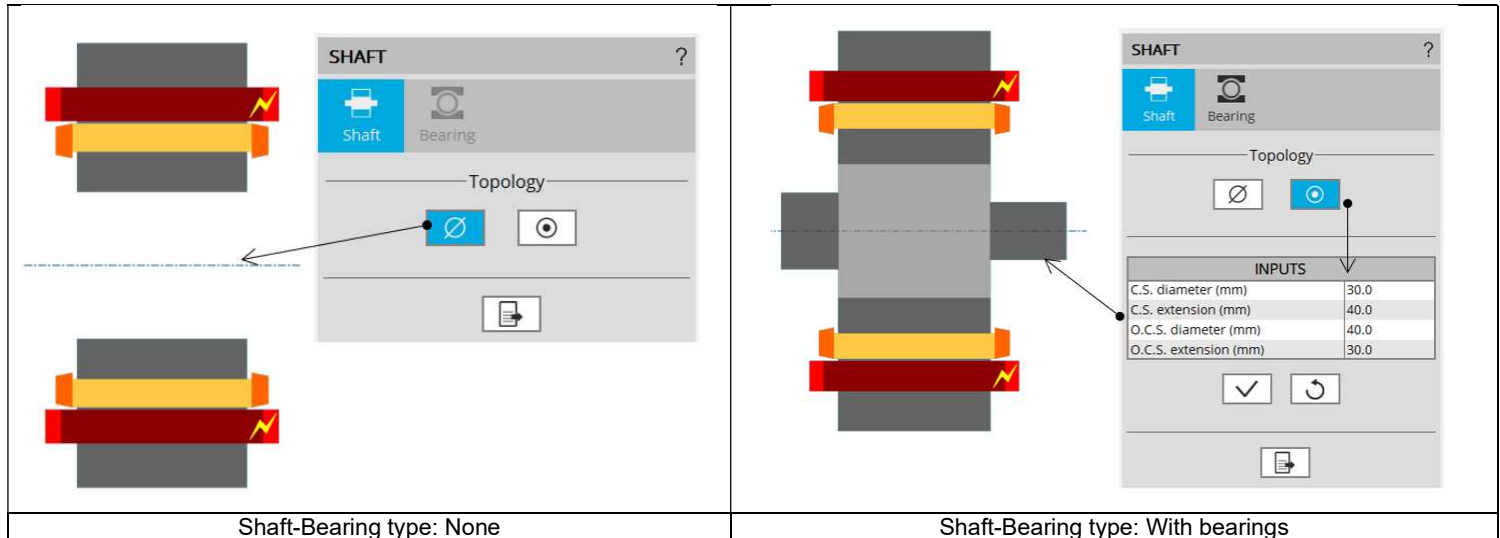 SHAFT ?
Shaft Bearing
Topology
Shaft-Bearing type: None
SHAFT ?
Shaft Bearing
Topology
INPUTS
C.S. diameter (mm) 30.0
C.S. extension (mm) 40.0
O.C.S. diameter (mm) 40.0
O.C.S. extension (mm) 30.0
Shaft-Bearing type: With bearings